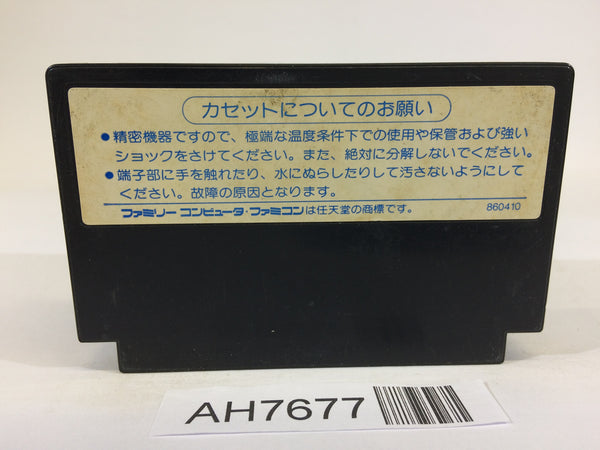 カセットについてのお願い
●精密機器ですので、極端な温度条件下での使用や保管および強い
ショックをさけてください。また、絶対に分解しないでください。
●端子部に手を触れたり、水にぬらしたりして汚さないようにして
ください。故障の原因となります。
ファミリー コンピュータ・ファミコンは任天堂の商標です。 860410
AH7677